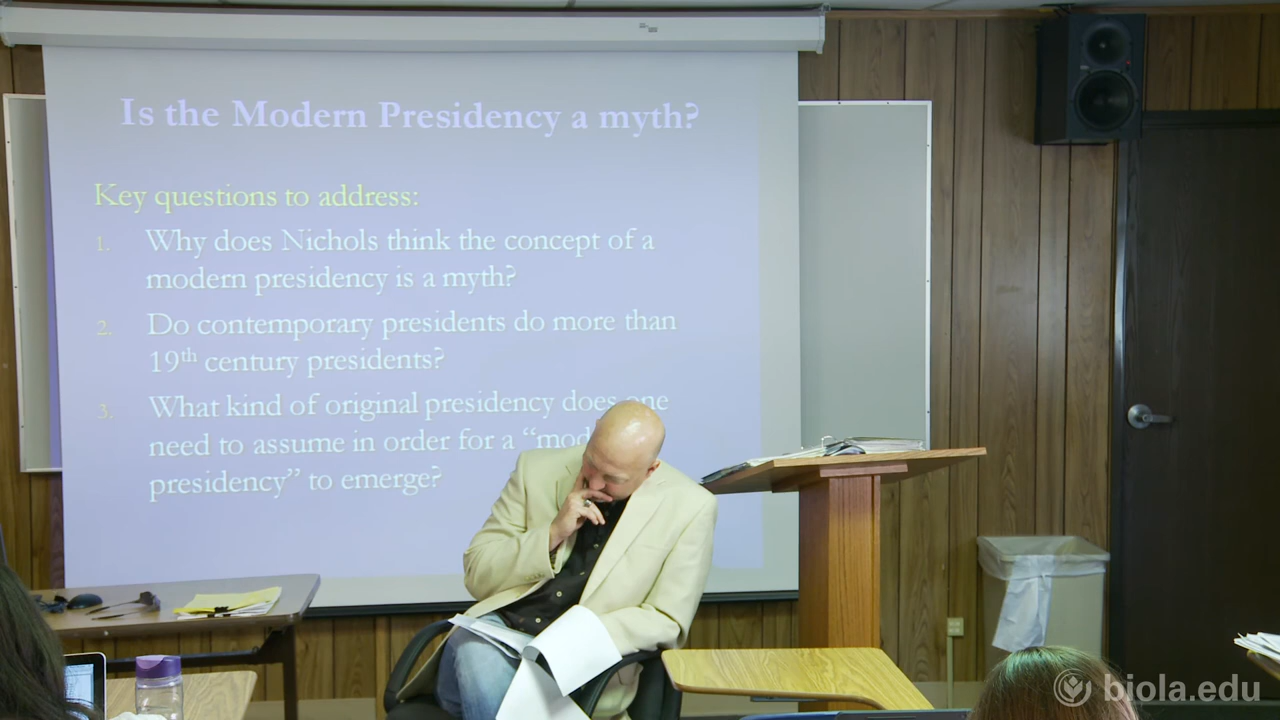 Is the Modern Presidency a myth?
Key questions to address:
1. Why does Nichols think the concept of a
modern presidency is a myth?
2. Do contemporary presidents do more than
19th century presidents?
3. What kind of original presidency does one
need to assume in order for a “mod
presidency” to emerge?
biola.edu